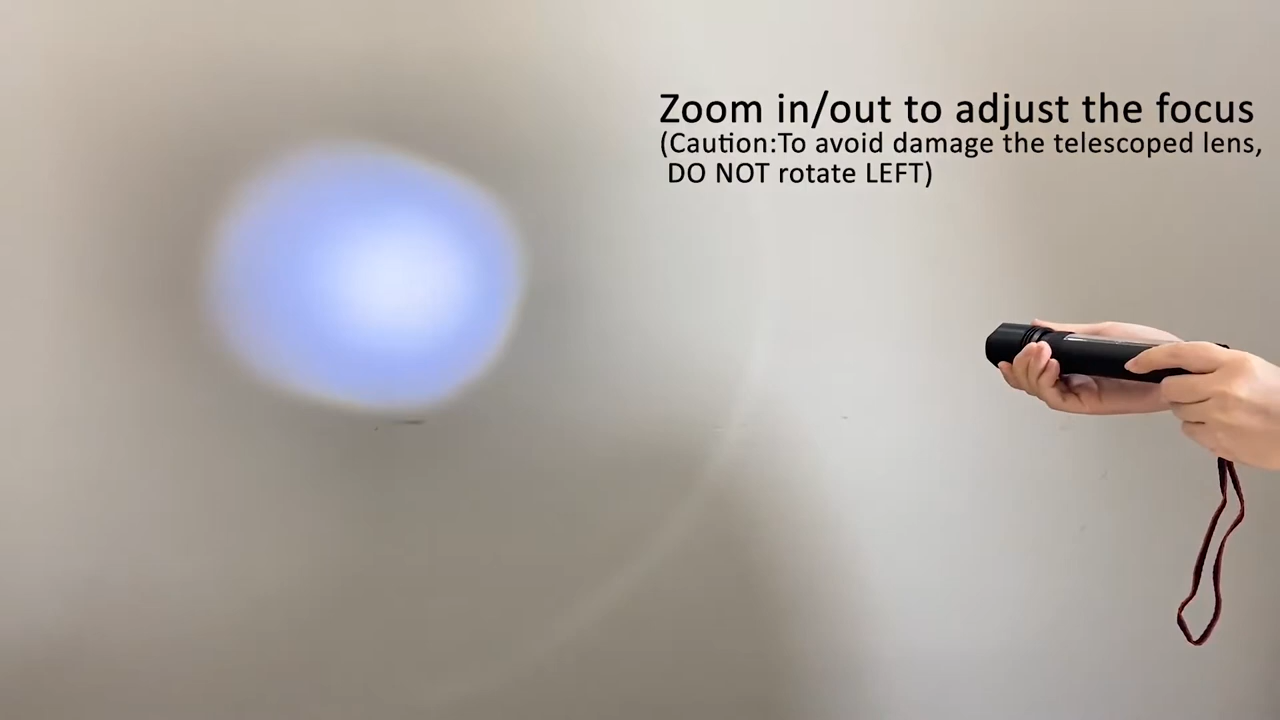 Zoom in/out to adjust the focus
(Caution:To avoid damage the telescoped lens,
DO NOT rotate LEFT)